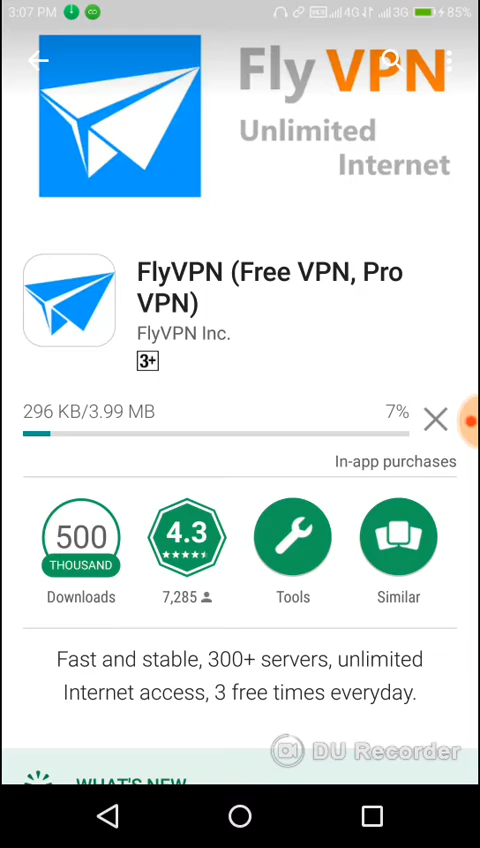 3:07 PM 4G 3G 85%
Fly VPN
Unlimited
Internet
FlyVPN (Free VPN, Pro
VPN)
FlyVPN Inc.
3+
296 KB/3.99 MB 7%
In-app purchases
500
THOUSAND
4.3
Downloads 7,285 Tools Similar
Fast and stable, 300+ servers, unlimited
Internet access, 3 free times everyday.
DU Recorder
WHAT'S NEW